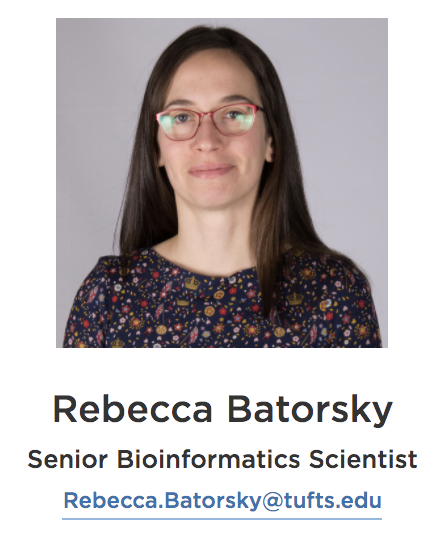 Rebecca Batorsky
Senior Bioinformatics Scientist
Rebecca.Batorsky@tufts.edu